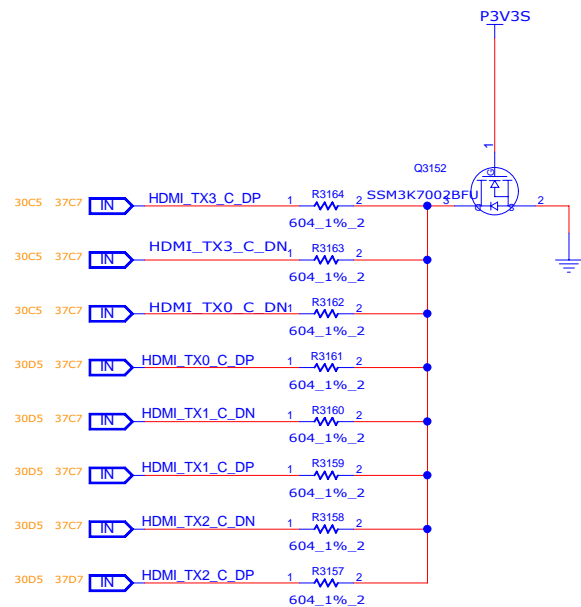 P3V3S
1
Q3152
G
SSM3K7002BFU
3
2
D
S
30C5 37C7 IN HDMI_TX3_C_DP 1 R3164 2
604_1%_2
30C5 37C7 IN HDMI_TX3_C_DN 1 R3163 2
604_1%_2
30C5 37C7 IN HDMI_TX0_C_DN 1 R3162 2
604_1%_2
30D5 37C7 IN HDMI_TX0_C_DP 1 R3161 2
604_1%_2
30D5 37C7 IN HDMI_TX1_C_DN 1 R3160 2
604_1%_2
30D5 37C7 IN HDMI_TX1_C_DP 1 R3159 2
604_1%_2
30D5 37C7 IN HDMI_TX2_C_DN 1 R3158 2
604_1%_2
30D5 37D7 IN HDMI_TX2_C_DP 1 R3157 2
604_1%_2